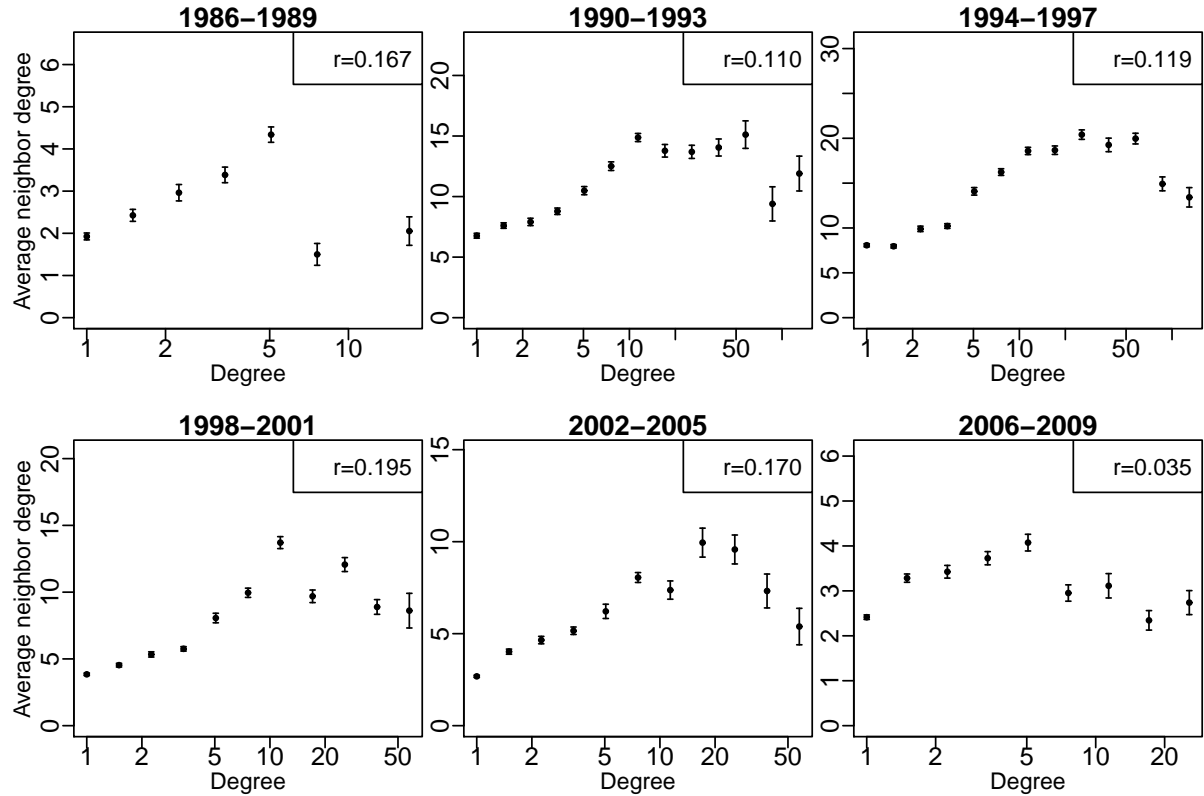 1986−1989
r=0.167
Average neighbor degree
0 1 2 3 4 5 6
1 2 5 10
Degree
1990−1993
r=0.110
0 5 10 15 20
1 2 5 10 50
Degree
1994−1997
r=0.119
0 5 10 20 30
1 2 5 10 50
Degree
1998−2001
r=0.195
Average neighbor degree
0 5 10 15 20
1 2 5 10 20 50
Degree
2002−2005
r=0.170
0 5 10 15
1 2 5 10 20 50
Degree
2006−2009
r=0.035
0 1 2 3 4 5 6
1 2 5 10 20
Degree